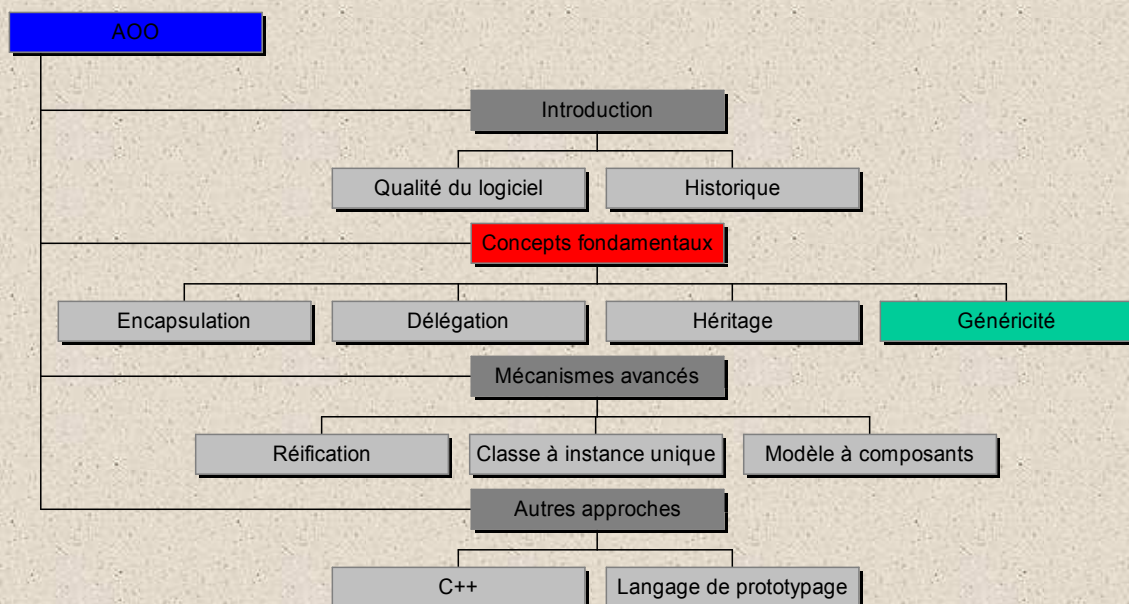 AOO
Introduction
Qualité du logiciel
Historique
Concepts fondamentaux
Encapsulation
Délégation
Héritage
Généricité
Mécanismes avancés
Réification
Classe à instance unique
Modèle à composants
Autres approches
C++
Langage de prototypage